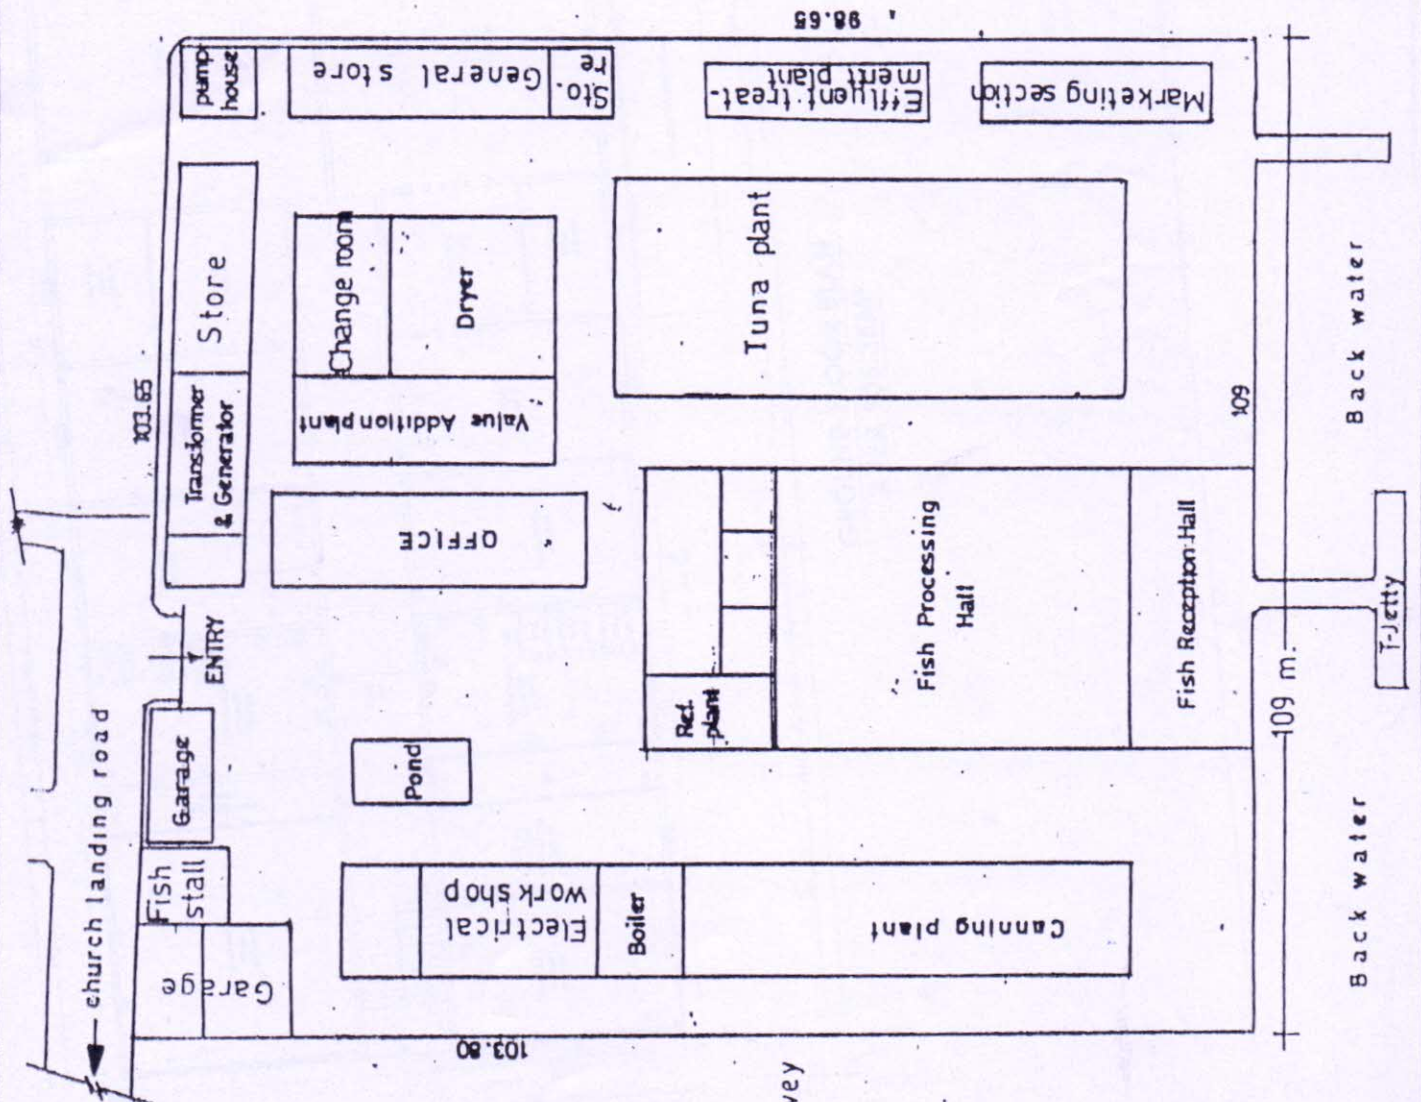 98.65
pump
house
General store
Sto.
re
Effluent treat-
ment plant
Marketing section
Store
Change room
Dryer
Tuna plant
103.65
Transformer
& Generator
Value Addition plant
109
Back water
OFFICE
Fish Processing
Hall
Fish Reception Hall
ENTRY
Ref.
plant
T-Jetty
109 m.
church landing road
Garage
Pond
Fish
stall
Electrical
work shop
Boiler
Canning plant
Back water
Garage
103.80
vey